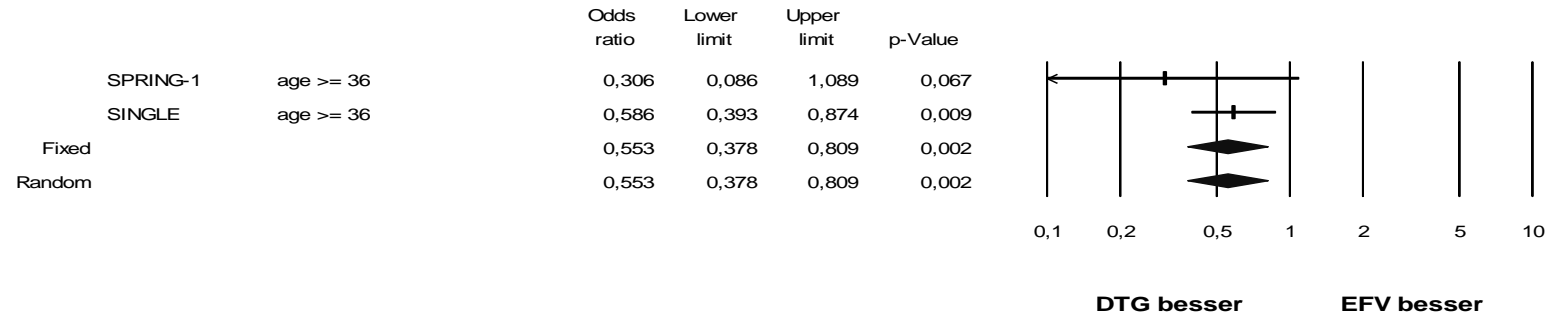 Odds Lower Upper
ratio limit limit p-Value
SPRING-1 age >= 36 0,306 0,086 1,089 0,067
SINGLE age >= 36 0,586 0,393 0,874 0,009
Fixed 0,553 0,378 0,809 0,002
Random 0,553 0,378 0,809 0,002
0,1 0,2 0,5 1 2 5 10
DTG besser EFV besser